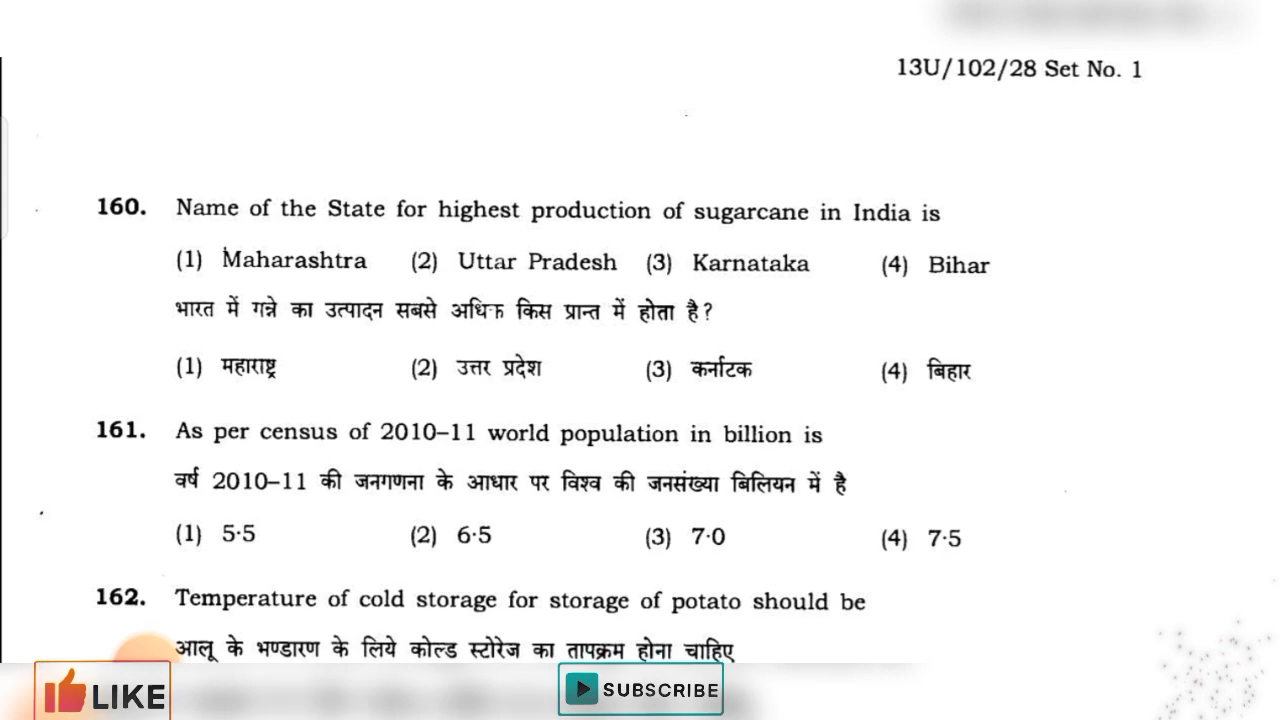 13U/102/28 Set No. 1
160. Name of the State for highest production of sugarcane in India is
(1) Maharashtra (2) Uttar Pradesh (3) Karnataka (4) Bihar
भारत में गन्ने का उत्पादन सबसे अधिक किस प्रान्त में होता है?
(1) महाराष्ट्र (2) उत्तर प्रदेश (3) कर्नाटक (4) बिहार
161. As per census of 2010–11 world population in billion is
वर्ष 2010–11 की जनगणना के आधार पर विश्व की जनसंख्या बिलियन में है
(1) 5·5 (2) 6·5 (3) 7·0 (4) 7·5
162. Temperature of cold storage for storage of potato should be
आलू के भण्डारण के लिये कोल्ड स्टोरेज का तापक्रम होना चाहिए
LIKE SUBSCRIBE